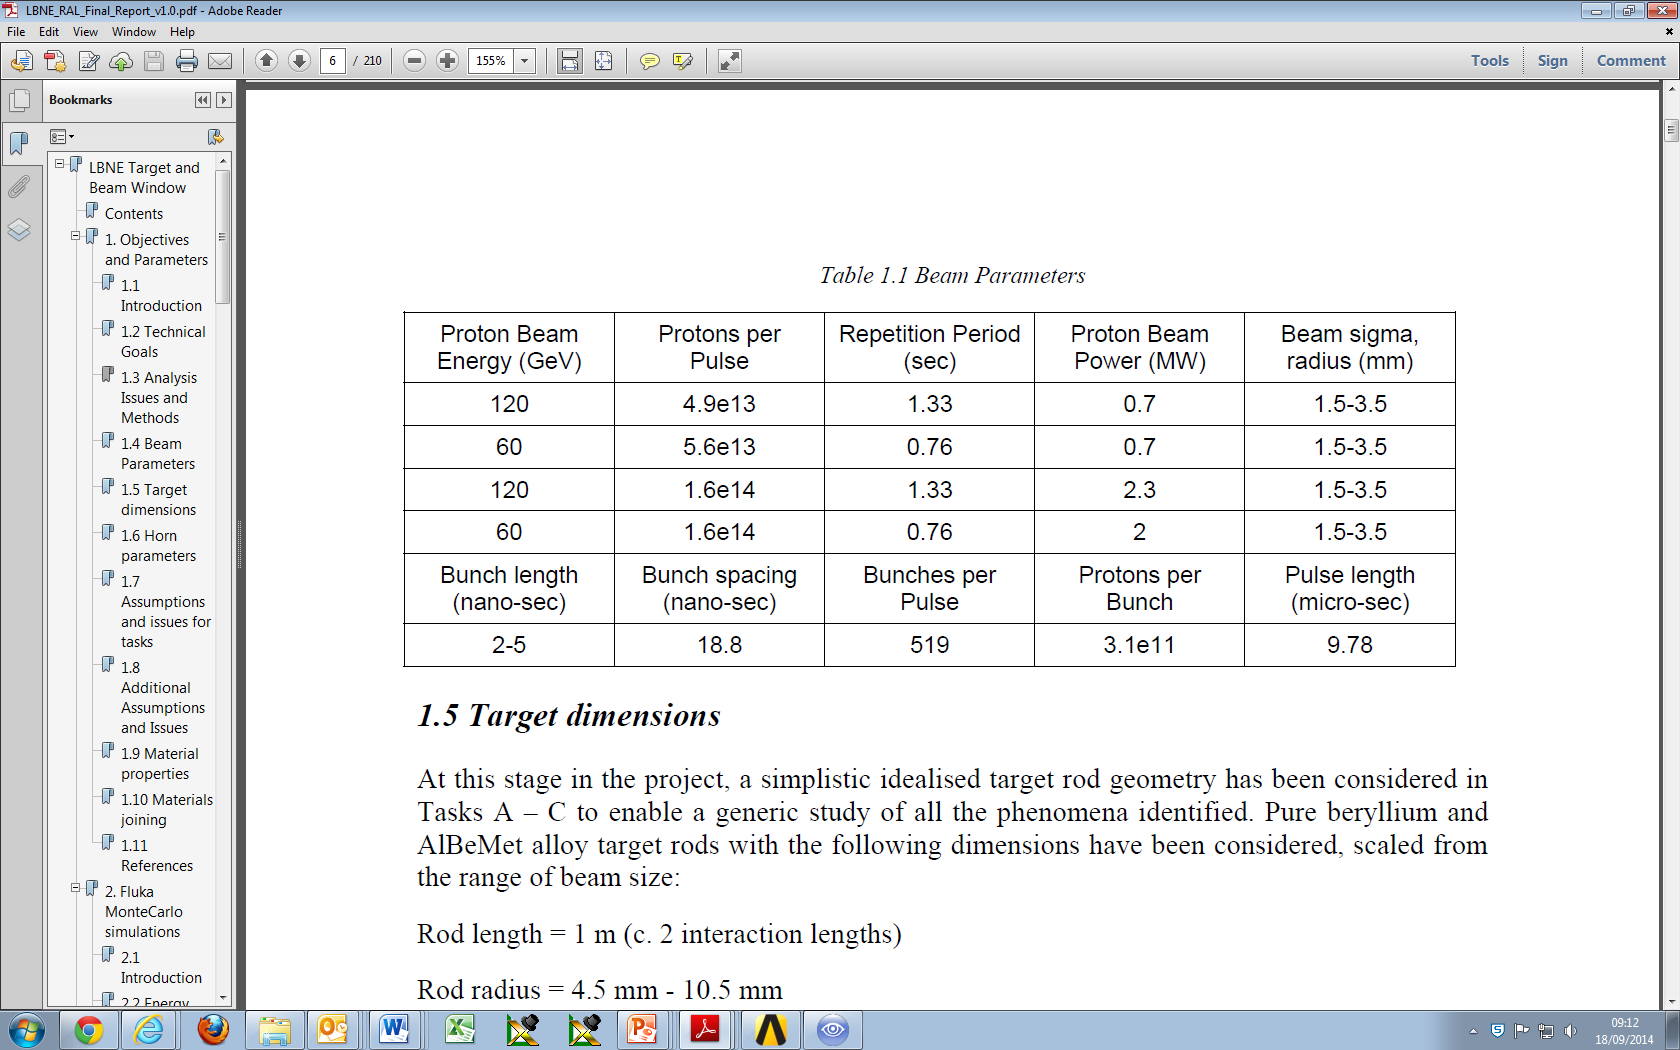 LBNE_RAL_Final_Report_v1.0.pdf - Adobe Reader
File Edit View Window Help
6 / 210 155% Tools Sign Comment
Bookmarks
LBNE Target and
Beam Window
Contents
1. Objectives
and Parameters
1.1
Introduction
1.2 Technical
Goals
1.3 Analysis
Issues and
Methods
1.4 Beam
Parameters
1.5 Target
dimensions
1.6 Horn
parameters
1.7
Assumptions
and issues for
tasks
1.8
Additional
Assumptions
and Issues
1.9 Material
properties
1.10 Materials
joining
1.11
References
2. Fluka
MonteCarlo
simulations
2.1
Introduction
2.2 Energy
Table 1.1 Beam Parameters
Proton Beam Protons per Repetition Period Proton Beam Beam sigma,
Energy (GeV) Pulse (sec) Power (MW) radius (mm)
120 4.9e13 1.33 0.7 1.5-3.5
60 5.6e13 0.76 0.7 1.5-3.5
120 1.6e14 1.33 2.3 1.5-3.5
60 1.6e14 0.76 2 1.5-3.5
Bunch length Bunch spacing Bunches per Protons per Pulse length
(nano-sec) (nano-sec) Pulse Bunch (micro-sec)
2-5 18.8 519 3.1e11 9.78
1.5 Target dimensions
At this stage in the project, a simplistic idealised target rod geometry has been considered in
Tasks A – C to enable a generic study of all the phenomena identified. Pure beryllium and
AlBeMet alloy target rods with the following dimensions have been considered, scaled from
the range of beam size:
Rod length = 1 m (c. 2 interaction lengths)
Rod radius = 4.5 mm - 10.5 mm
09:12
18/09/2014